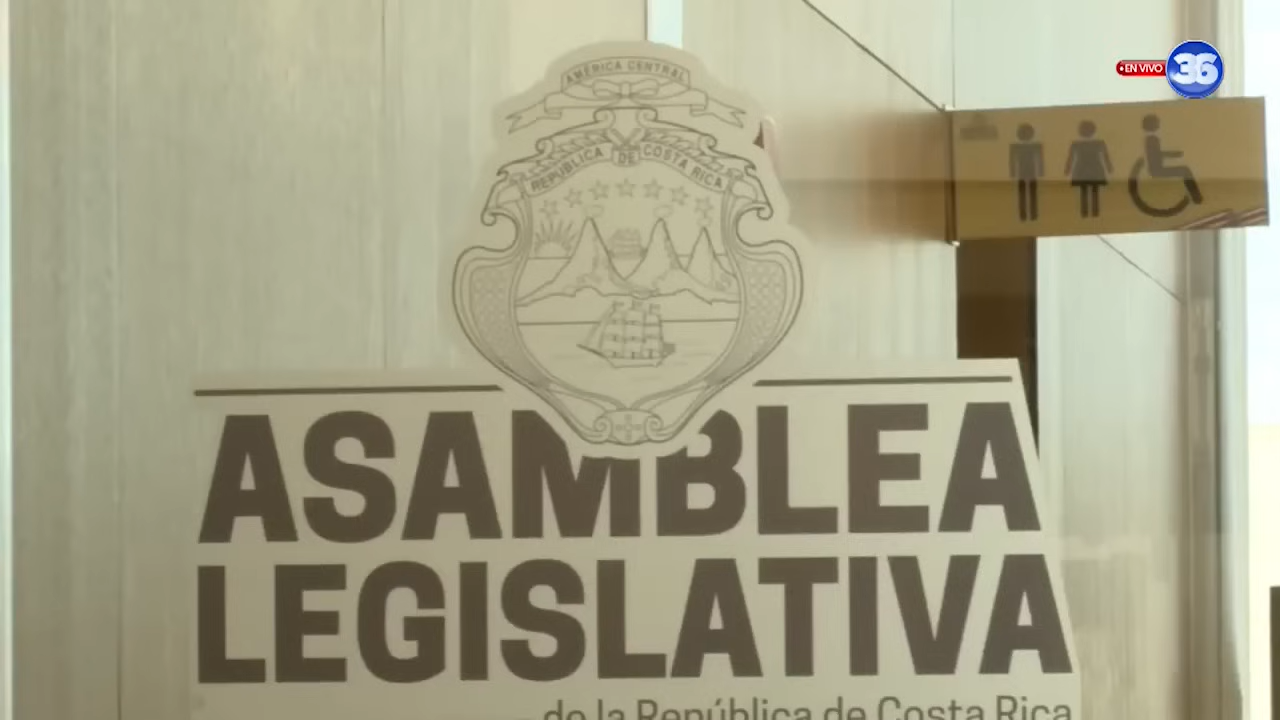 EN VIVO 36
AMÉRICA CENTRAL
REPÚBLICA DE COSTA RICA
ASAMBLEA
LEGISLATIVA
de la República de Costa Rica